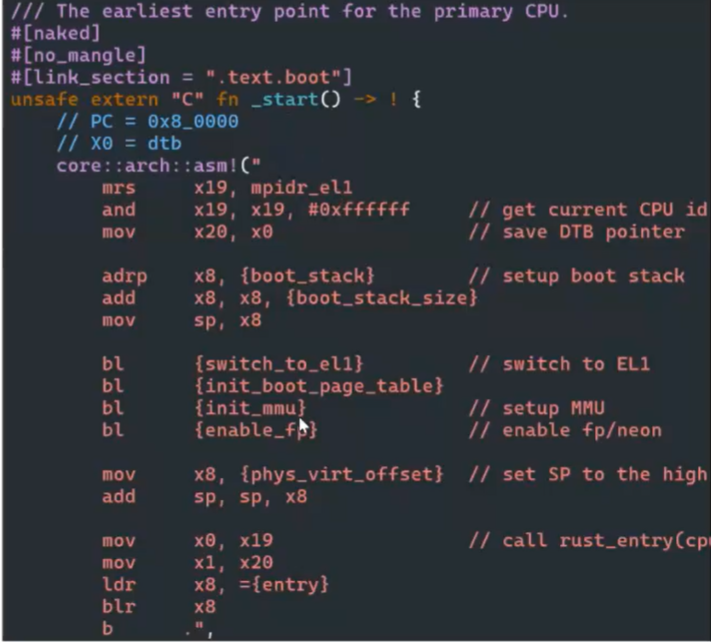 /// The earliest entry point for the primary CPU.
#[naked]
#[no_mangle]
#[link_section = ".text.boot"]
unsafe extern "C" fn _start() -> ! {
    // PC = 0x8_0000
    // X0 = dtb
    core::arch::asm!("
        mrs     x19, mpidr_el1
        and     x19, x19, #0xffffff     // get current CPU id
        mov     x20, x0                 // save DTB pointer
        adrp    x8, {boot_stack}        // setup boot stack
        add     x8, x8, {boot_stack_size}
        mov     sp, x8
        bl      {switch_to_el1}         // switch to EL1
        bl      {init_boot_page_table}
        bl      {init_mmu}              // setup MMU
        bl      {enable_fp}             // enable fp/neon
        mov     x8, {phys_virt_offset}  // set SP to the high
        add     sp, sp, x8
        mov     x0, x19                 // call rust_entry(cp
        mov     x1, x20
        ldr     x8, ={entry}
        blr     x8
        b      .",